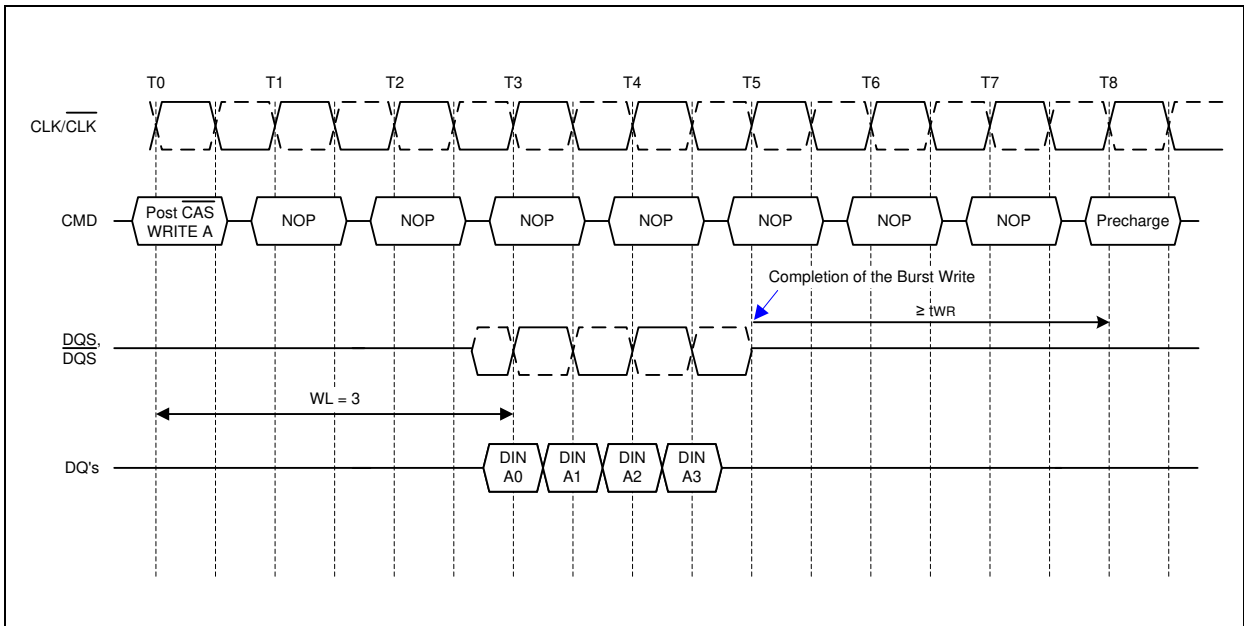 T0 T1 T2 T3 T4 T5 T6 T7 T8
CLK/CLK
CMD
Post CAS
WRITE A
NOP NOP NOP NOP NOP NOP NOP Precharge
Completion of the Burst Write
≥ tWR
DQS,
DQS
WL = 3
DQ's
DIN
A0
DIN
A1
DIN
A2
DIN
A3